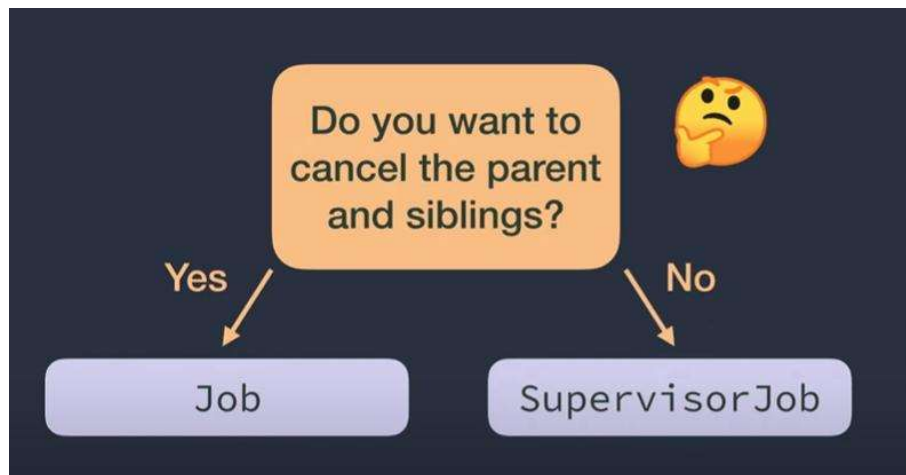 Do you want to
cancel the parent
and siblings?
Yes
No
Job
SupervisorJob